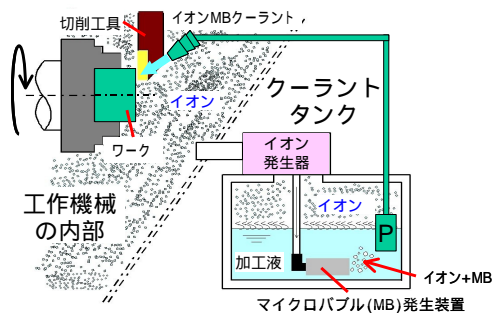 切削工具
イオンMBクーラント
イオン
ワーク
クーラント
タンク
イオン
発生器
工作機械
の内部
イオン
P
加工液
イオン+MB
マイクロバブル(MB)発生装置